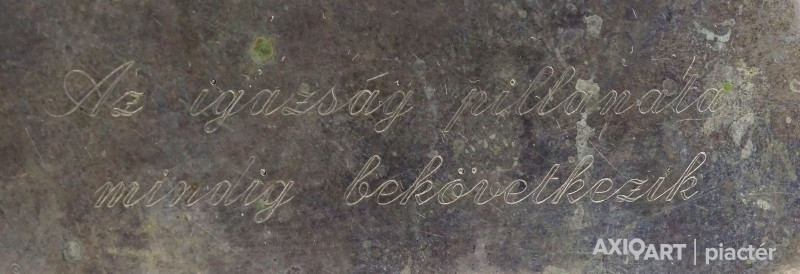 Az igazság pillanata
mindig bekövetkezik
AXIOART | piactér